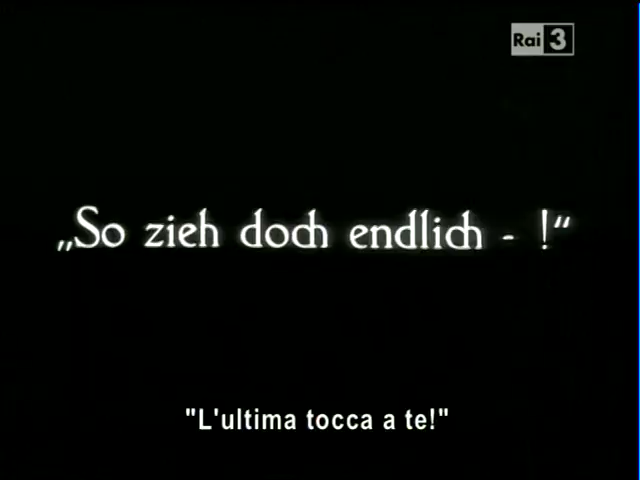 Rai 3
„So zieh doch endlich - !“
"L'ultima tocca a te!"